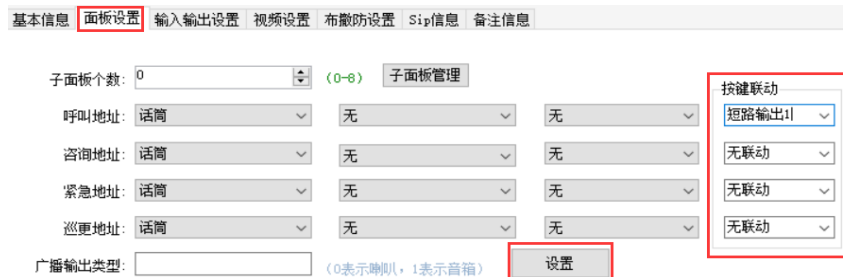 基本信息 面板设置 输入输出设置 视频设置 布撤防设置 Sip信息 备注信息
子面板个数: 0 (0-8) 子面板管理
按键联动
呼叫地址: 话筒 无 无 短路输出1
咨询地址: 话筒 无 无 无联动
紧急地址: 话筒 无 无 无联动
巡更地址: 话筒 无 无 无联动
广播输出类型: (0表示喇叭，1表示音箱) 设置